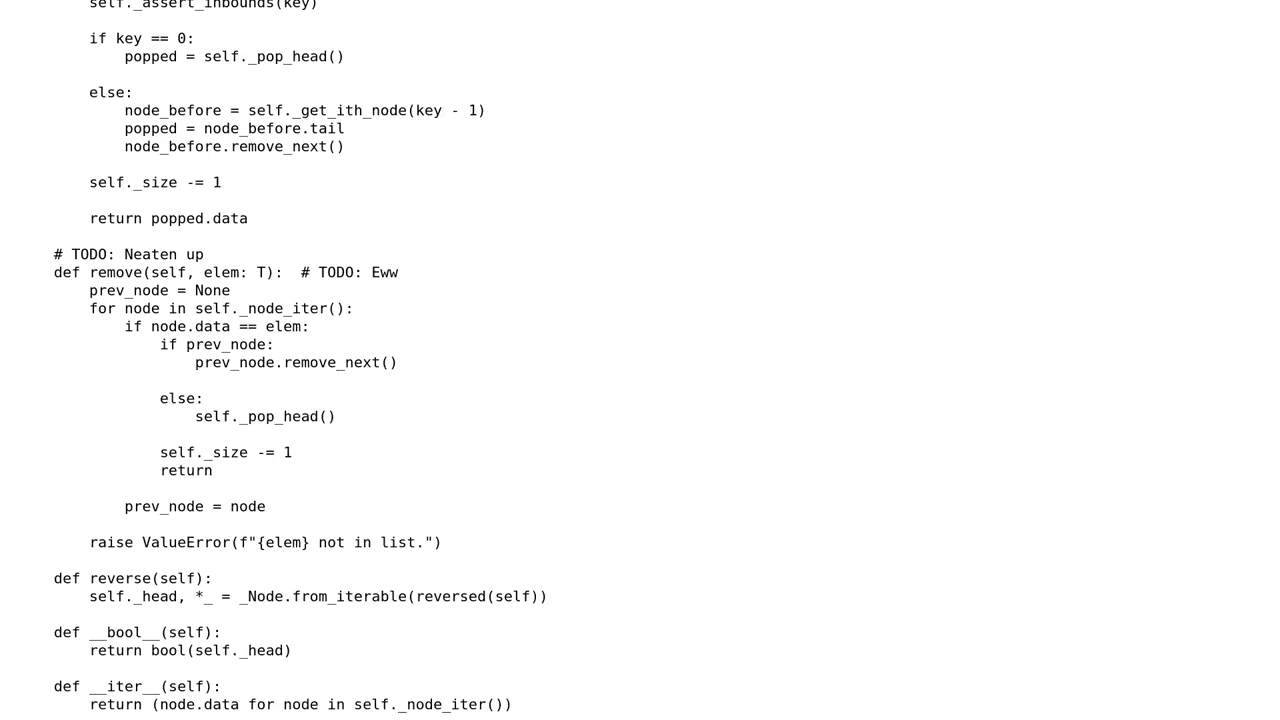 self._assert_inbounds(key)
if key == 0:
popped = self._pop_head()
else:
node_before = self._get_ith_node(key - 1)
popped = node_before.tail
node_before.remove_next()
self._size -= 1
return popped.data
# TODO: Neaten up
def remove(self, elem: T):  # TODO: Eww
prev_node = None
for node in self._node_iter():
if node.data == elem:
if prev_node:
prev_node.remove_next()
else:
self._pop_head()
self._size -= 1
return
prev_node = node
raise ValueError(f"{elem} not in list.")
def reverse(self):
self._head, *_ = _Node.from_iterable(reversed(self))
def __bool__(self):
return bool(self._head)
def __iter__(self):
return (node.data for node in self._node_iter())